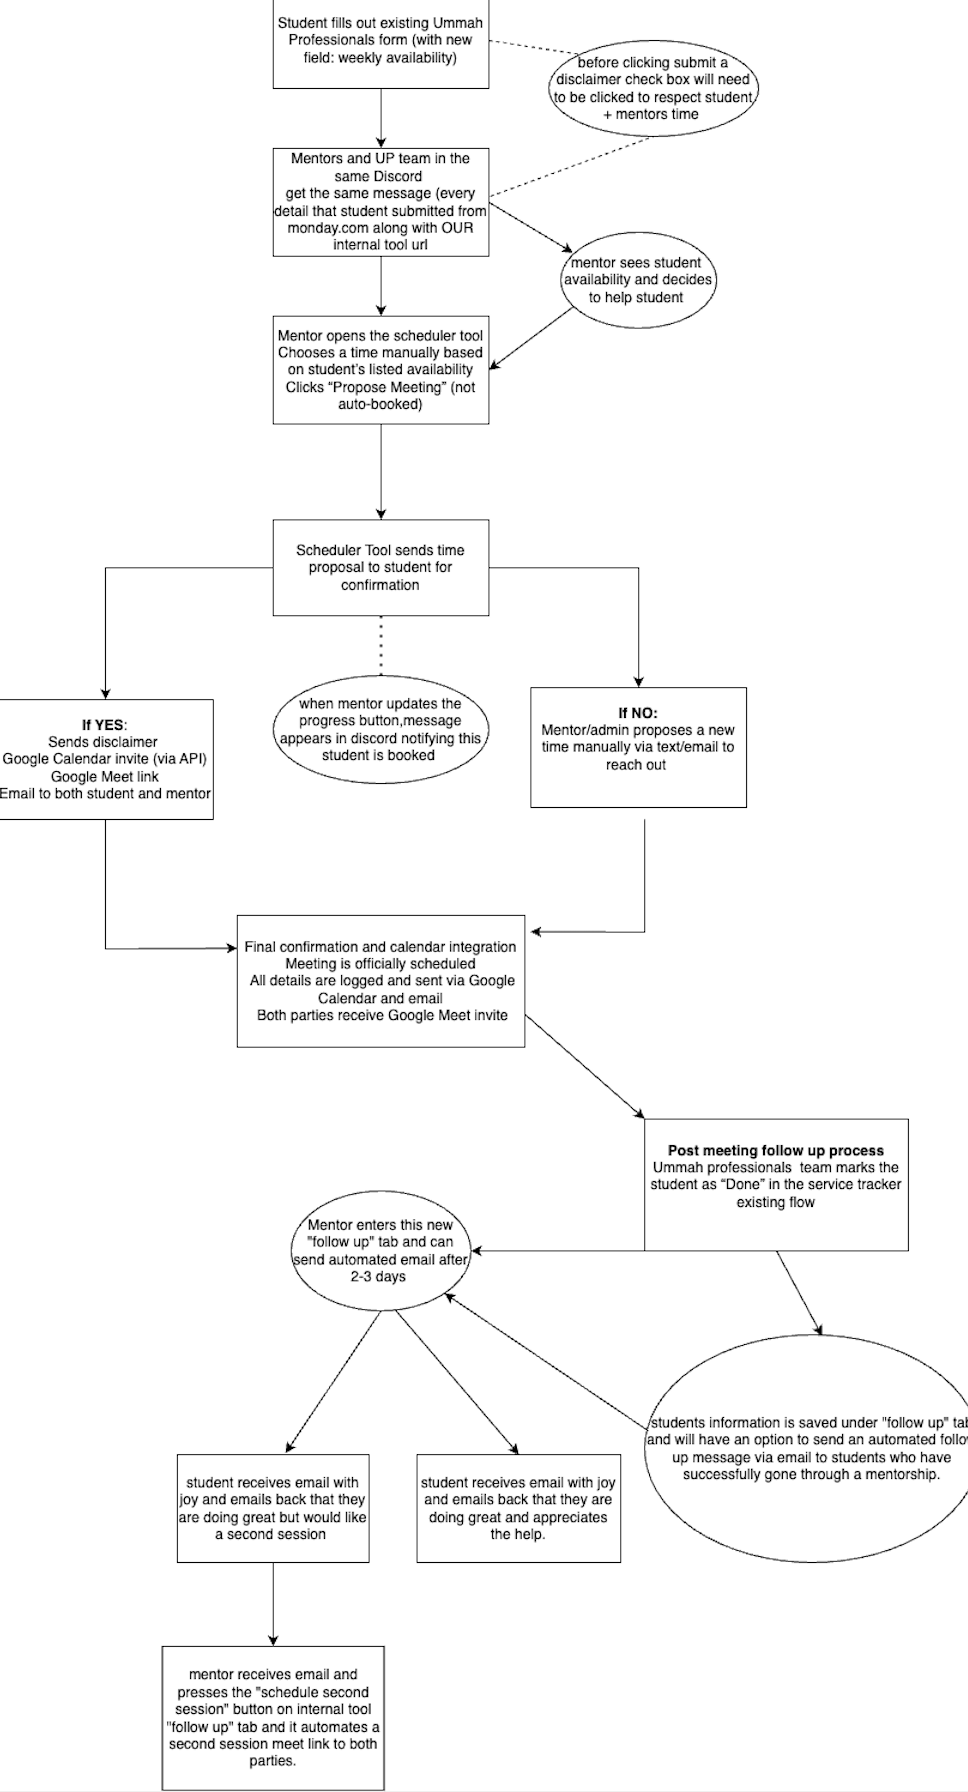 Student fills out existing Ummah
Professionals form (with new
field: weekly availability)
before clicking submit a
disclaimer check box will need
to be clicked to respect student
+ mentors time
Mentors and UP team in the
same Discord
get the same message (every
detail that student submitted from
monday.com along with OUR
internal tool url
mentor sees student
availability and decides
to help student
Mentor opens the scheduler tool
Chooses a time manually based
on student’s listed availability
Clicks “Propose Meeting” (not
auto-booked)
Scheduler Tool sends time
proposal to student for
confirmation
If YES:
Sends disclaimer
Google Calendar invite (via API)
Google Meet link
Email to both student and mentor
when mentor updates the
progress button,message
appears in discord notifying this
student is booked
If NO:
Mentor/admin proposes a new
time manually via text/email to
reach out
Final confirmation and calendar integration
Meeting is officially scheduled
All details are logged and sent via Google
Calendar and email
Both parties receive Google Meet invite
Post meeting follow up process
Ummah professionals team marks the
student as “Done” in the service tracker
existing flow
Mentor enters this new
"follow up" tab and can
send automated email after
2-3 days
students information is saved under "follow up" tab
and will have an option to send an automated follow
up message via email to students who have
successfully gone through a mentorship.
student receives email with
joy and emails back that they
are doing great but would like
a second session
student receives email with joy
and emails back that they are
doing great and appreciates
the help.
mentor receives email and
presses the "schedule second
session" button on internal tool
"follow up" tab and it automates a
second session meet link to both
parties.